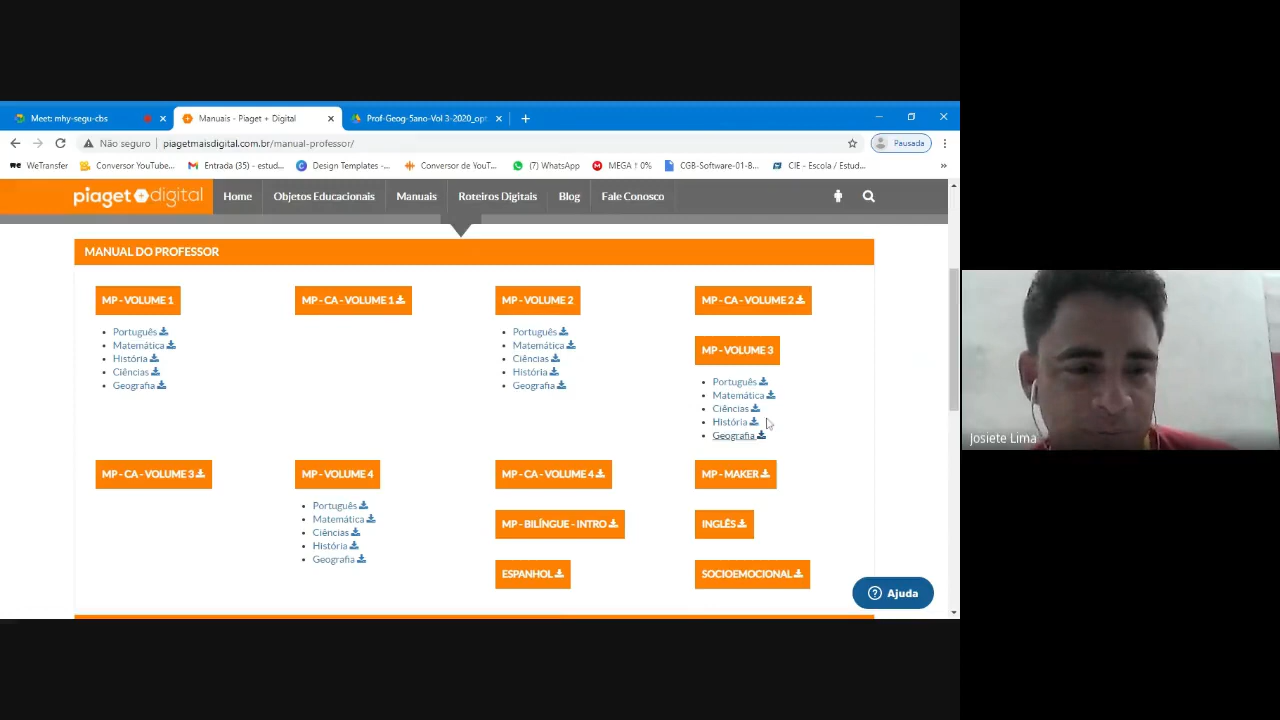 Meet: mhy-segu-cbs
Manuais - Piaget + Digital
Prof-Geog-5ano-Vol 3-2020_opt
Não seguro
piagetmaisdigital.com.br/manual-professor/
Pausada
WeTransfer
Conversor YouTube...
Entrada (35) - estud...
Design Templates -...
Conversor de YouT...
(7) WhatsApp
MEGA ↑ 0%
CGB-Software-01-B...
CIE – Escola / Estud...
»
piaget digital
Home
Objetos Educacionais
Manuais
Roteiros Digitais
Blog
Fale Conosco
MANUAL DO PROFESSOR
MP - VOLUME 1
Português
Matemática
História
Ciências
Geografia
MP - CA - VOLUME 1
MP - VOLUME 2
Português
Matemática
Ciências
História
Geografia
MP - CA - VOLUME 2
MP - VOLUME 3
Português
Matemática
Ciências
História
Geografia
MP - CA - VOLUME 3
MP - VOLUME 4
Português
Matemática
Ciências
História
Geografia
MP - CA - VOLUME 4
MP - MAKER
MP - BILÍNGUE - INTRO
INGLÊS
ESPANHOL
SOCIOEMOCIONAL
Ajuda
Josiete Lima